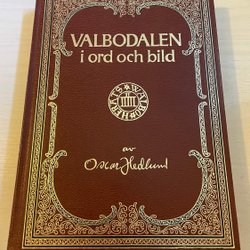 VALBODALEN
i ord och bild
av
Oscar Hedlund